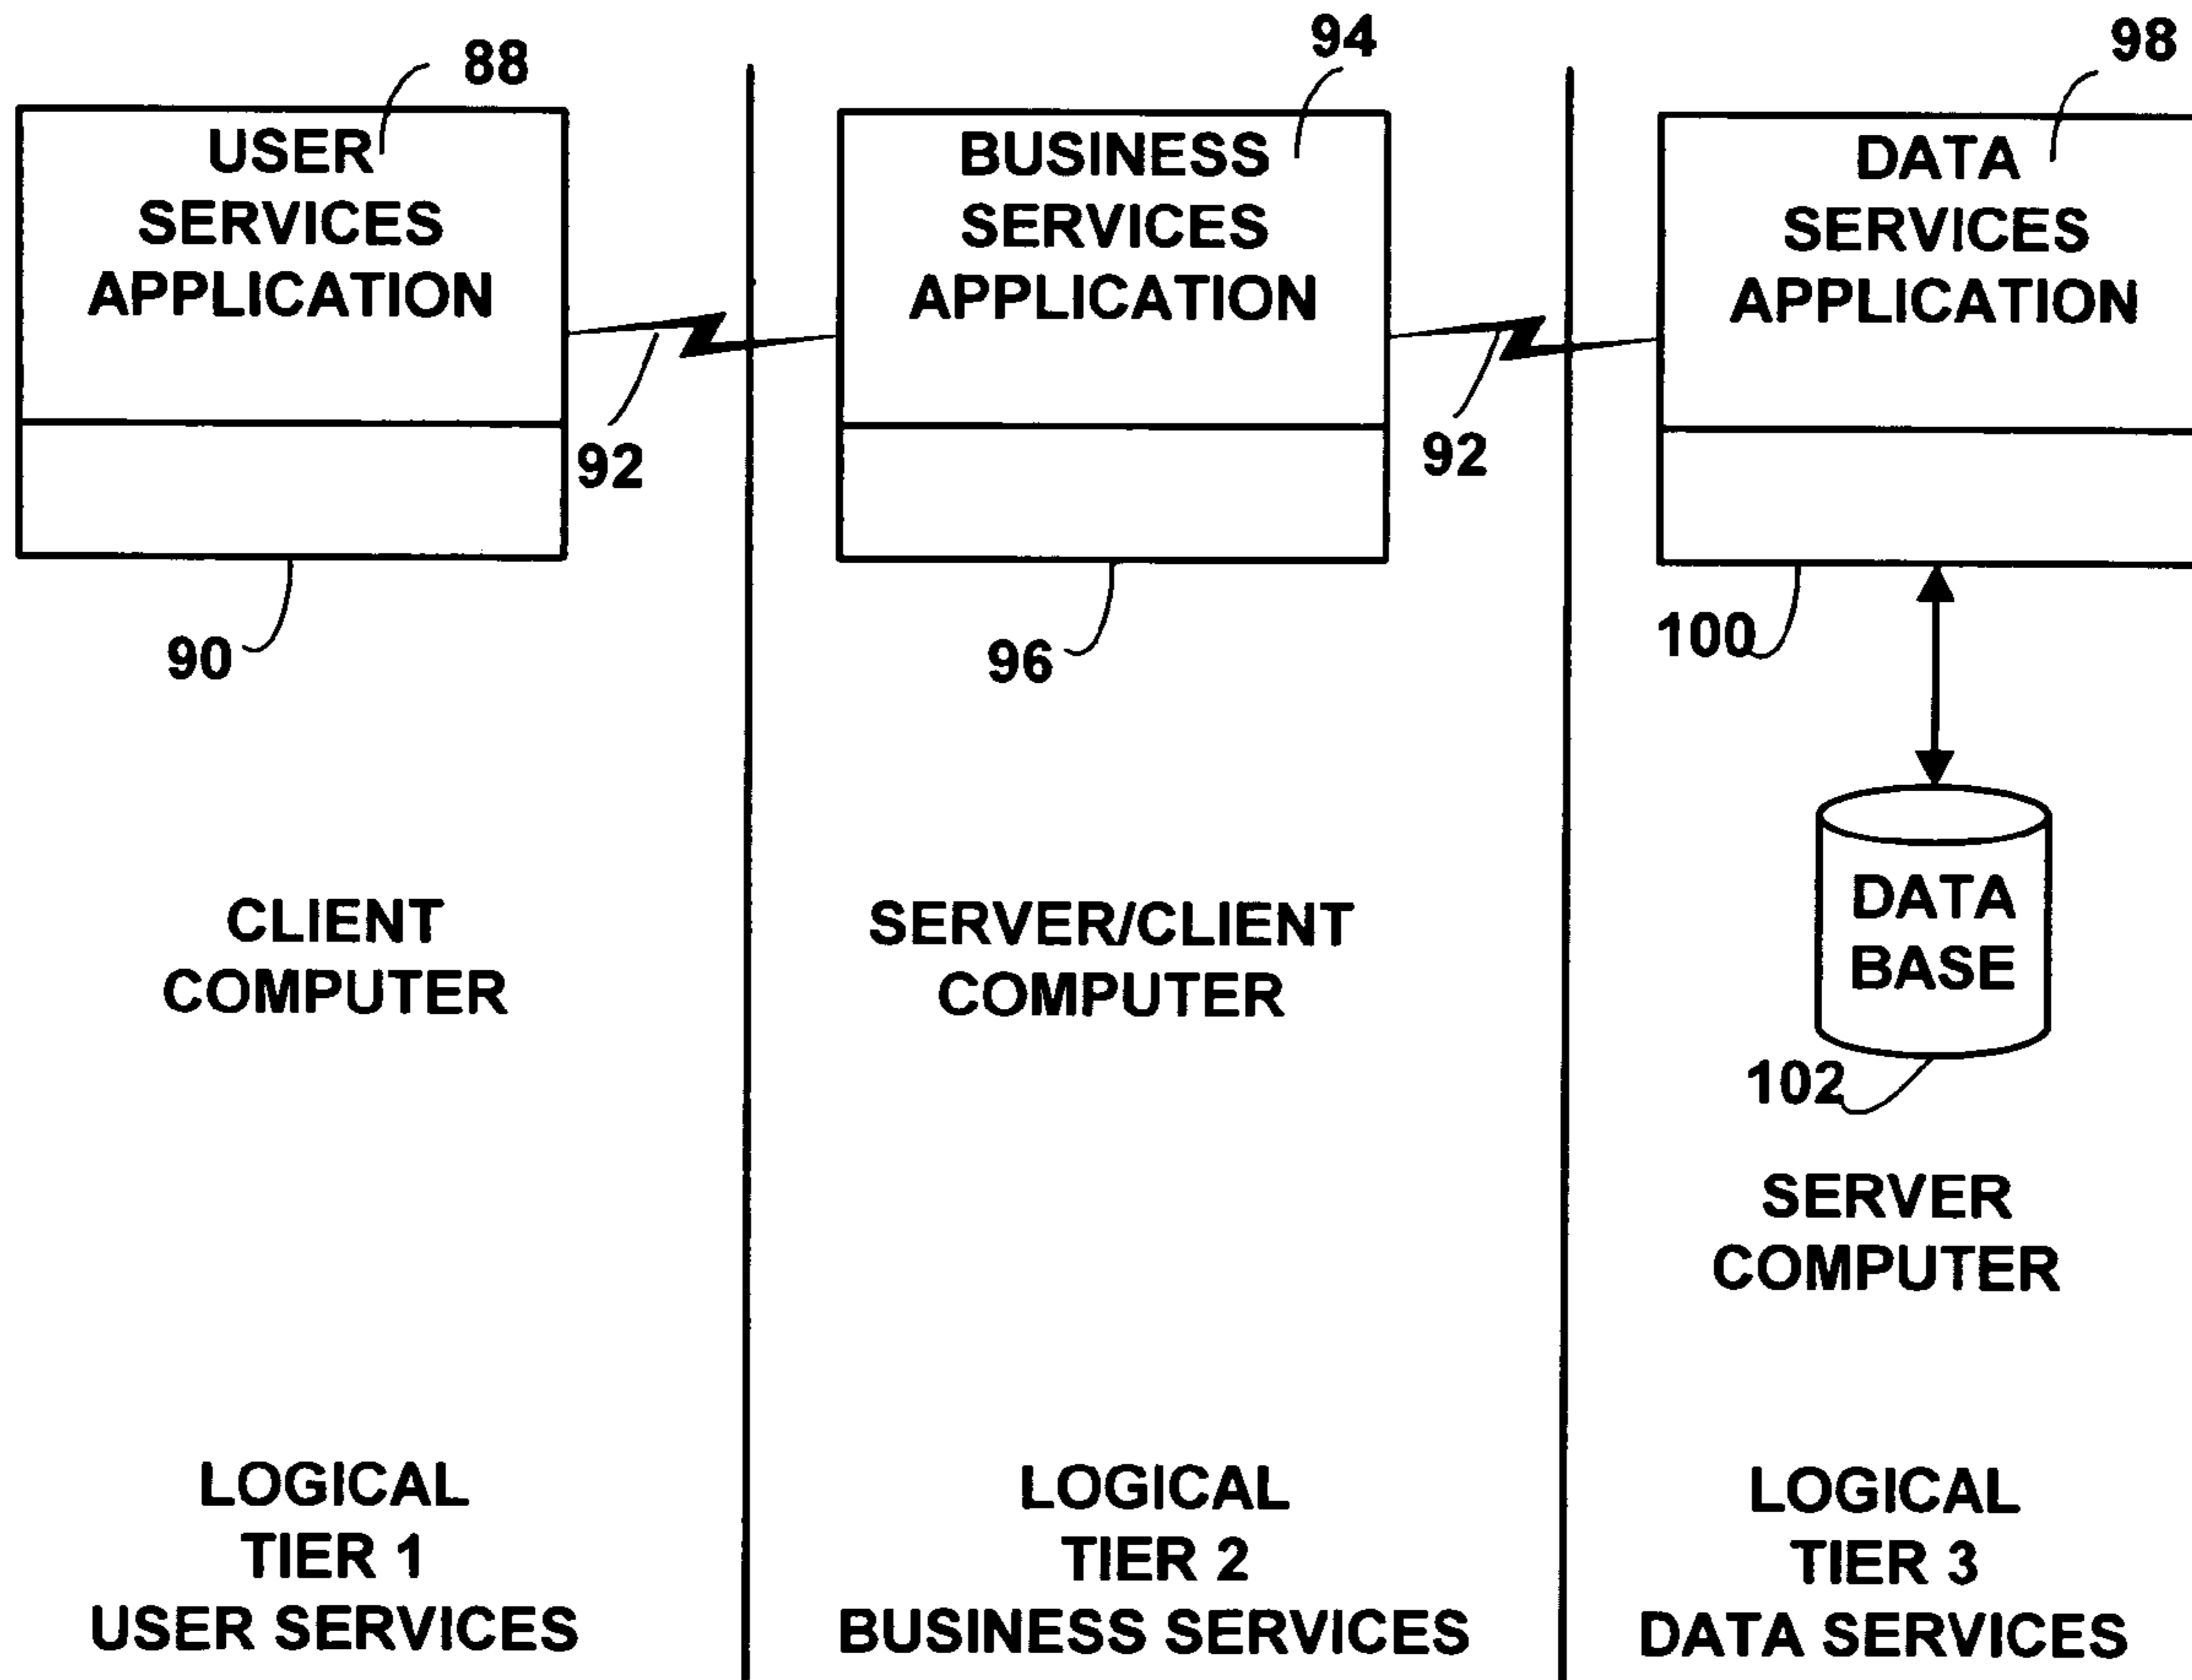 88
USER
SERVICES
APPLICATION
92
90
CLIENT
COMPUTER
LOGICAL
TIER 1
USER SERVICES
94
BUSINESS
SERVICES
APPLICATION
92
96
SERVER/CLIENT
COMPUTER
LOGICAL
TIER 2
BUSINESS SERVICES
98
DATA
SERVICES
APPLICATION
100
DATA
BASE
102
SERVER
COMPUTER
LOGICAL
TIER 3
DATA SERVICES